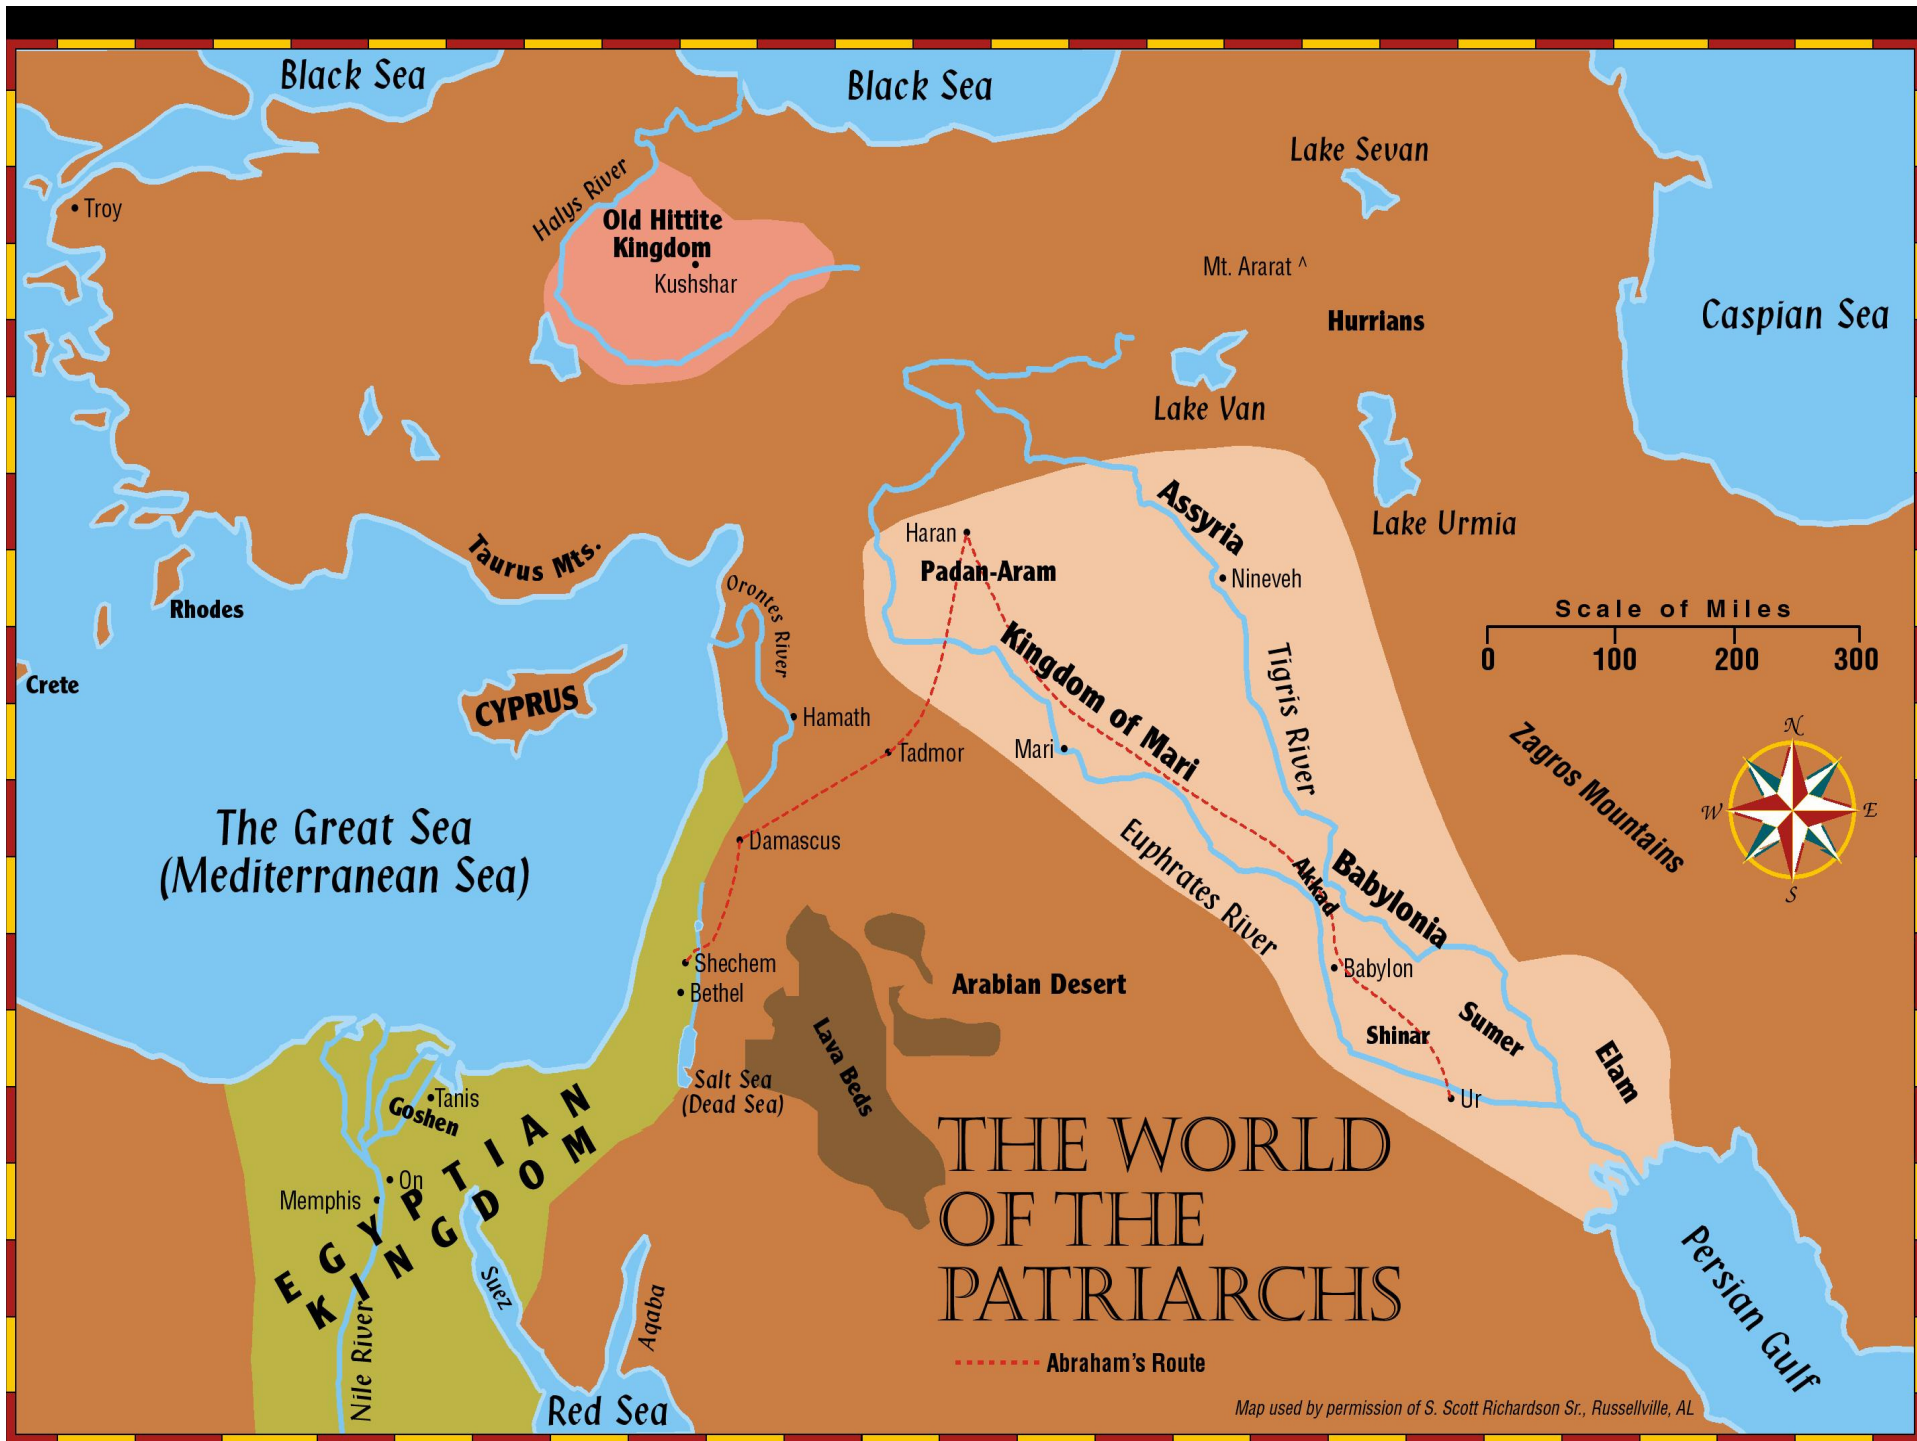 Black Sea
Black Sea
Lake Sevan
Halys River
Troy
Old Hittite
Kingdom
Kushshar
Mt. Ararat ^
Hurrians
Caspian Sea
Lake Van
Assyria
Lake Urmia
Haran
Taurus Mts.
Padan-Aram
Nineveh
Orontes River
Rhodes
Scale of Miles
0 100 200 300
Kingdom of Mari
Tigris River
Crete
CYPRUS
Hamath
Tadmor
Mari
Zagros Mountains
N
W
E
S
The Great Sea
(Mediterranean Sea)
Damascus
Euphrates River
Akkad
Babylonia
Shechem
Bethel
Arabian Desert
Babylon
Lava Beds
Shinar
Sumer
Elam
Salt Sea
(Dead Sea)
Tanis
Goshen
Ur
EGYPTIAN
KINGDOM
On
Memphis
THE WORLD
OF THE
PATRIARCHS
Suez
Aqaba
Nile River
Persian Gulf
Abraham's Route
Red Sea
Map used by permission of S. Scott Richardson Sr., Russellville, AL